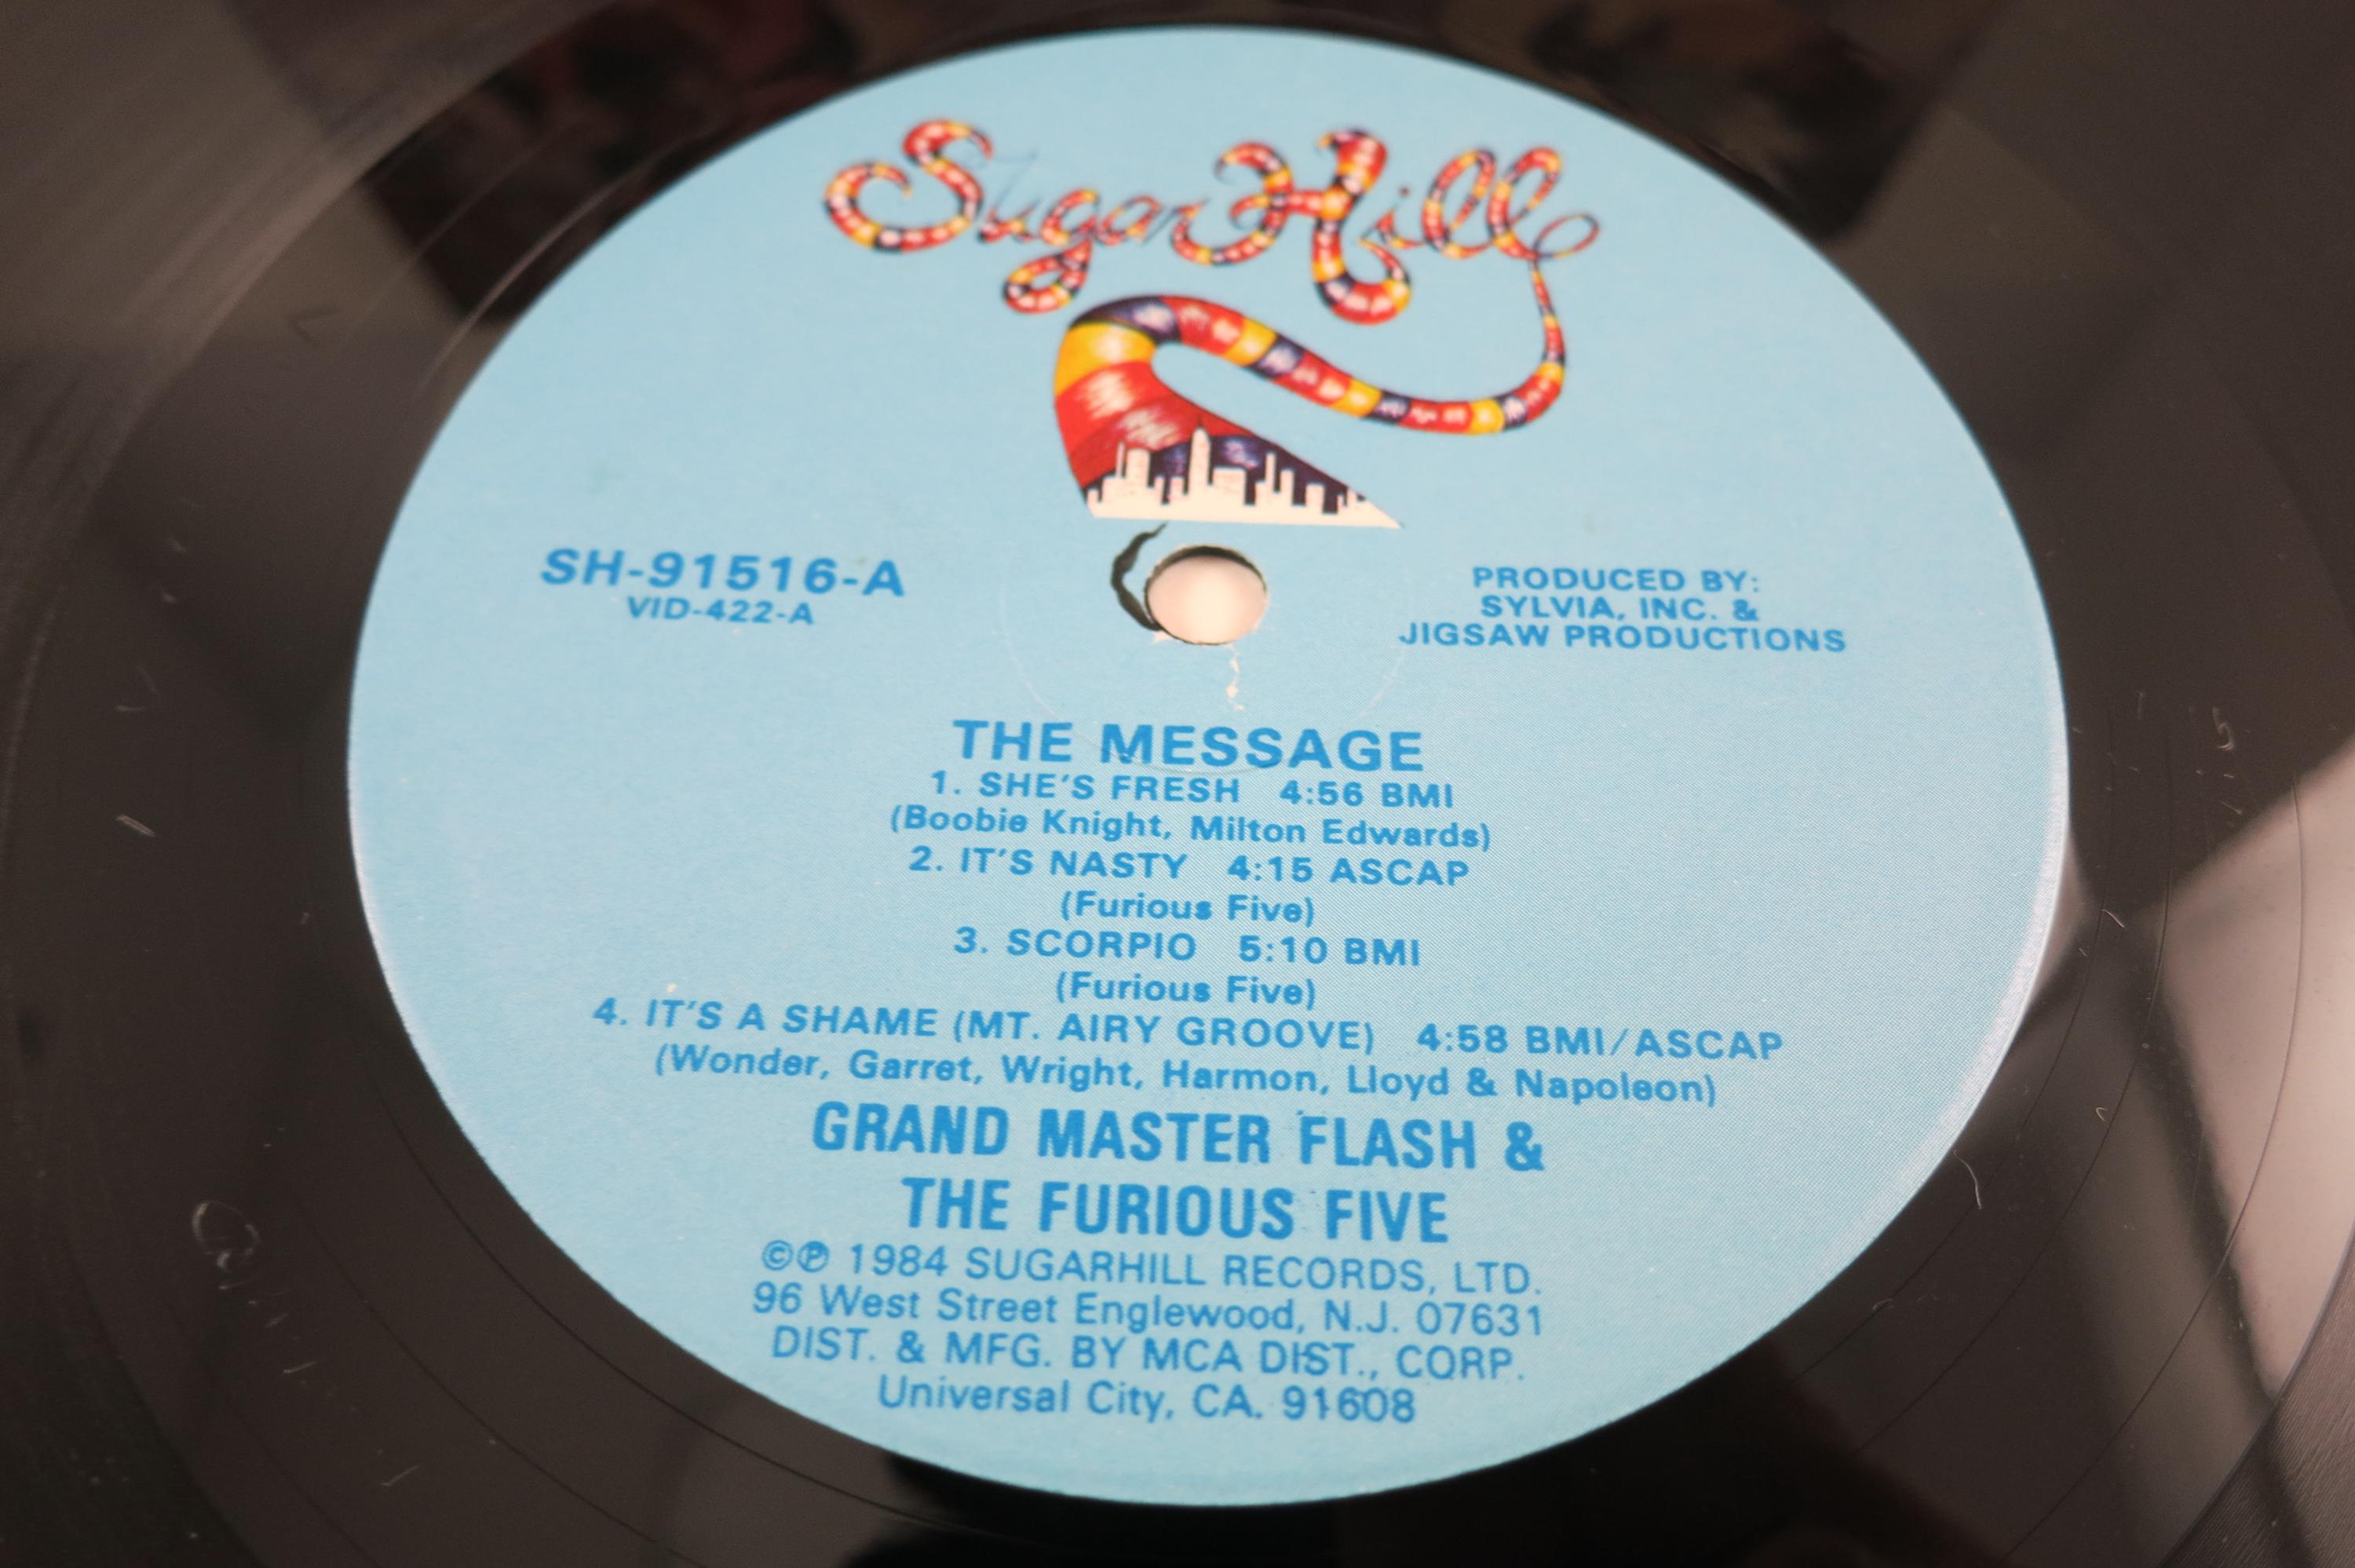 Sugar Hill
SH-91516-A
VID-422-A
PRODUCED BY:
SYLVIA, INC. &
JIGSAW PRODUCTIONS
THE MESSAGE
1. SHE'S FRESH 4:56 BMI
(Boobie Knight, Milton Edwards)
2. IT'S NASTY 4:15 ASCAP
(Furious Five)
3. SCORPIO 5:10 BMI
(Furious Five)
4. IT'S A SHAME (MT. AIRY GROOVE) 4:58 BMI/ASCAP
(Wonder, Garret, Wright, Harmon, Lloyd & Napoleon)
GRAND MASTER FLASH &
THE FURIOUS FIVE
©℗ 1984 SUGARHILL RECORDS, LTD.
96 West Street Englewood, N.J. 07631
DIST. & MFG. BY MCA DIST., CORP.
Universal City, CA. 91608